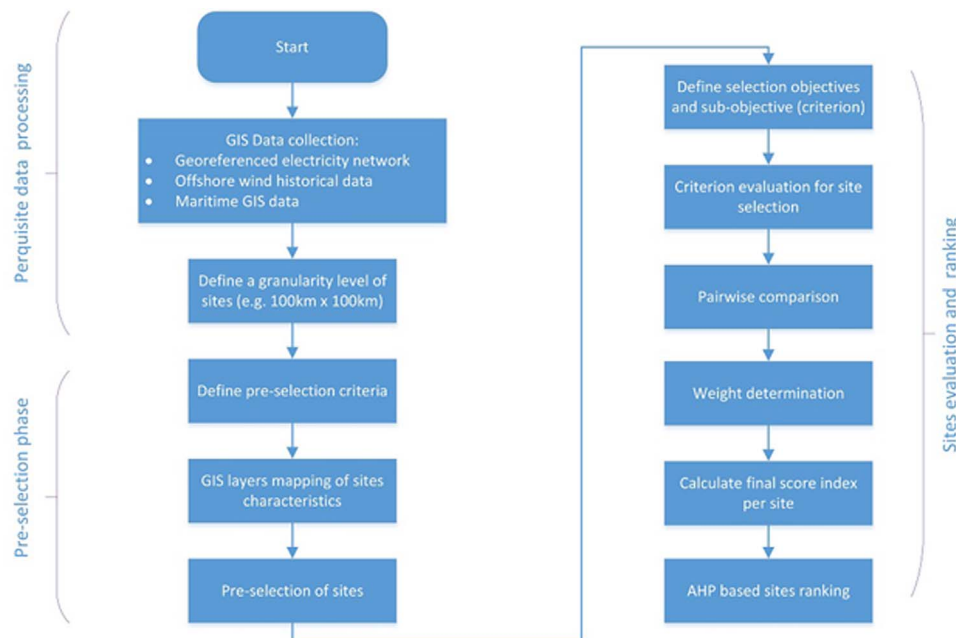 Perquisite data processing
Start
GIS Data collection:
• Georeferenced electricity network
• Offshore wind historical data
• Maritime GIS data
Define a granularity level of
sites (e.g. 100km x 100km)
Pre-selection phase
Define pre-selection criteria
GIS layers mapping of sites
characteristics
Pre-selection of sites
Define selection objectives
and sub-objective (criterion)
Criterion evaluation for site
selection
Pairwise comparison
Weight determination
Calculate final score index
per site
AHP based sites ranking
Sites evaluation and ranking